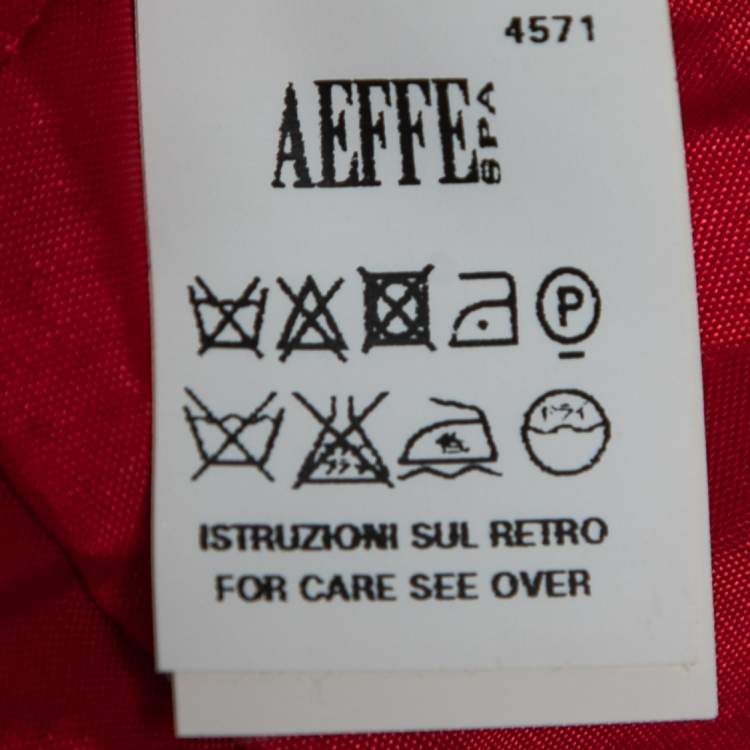 4571
AEFFE SPA
P
ドライ
ISTRUZIONI SUL RETRO
FOR CARE SEE OVER